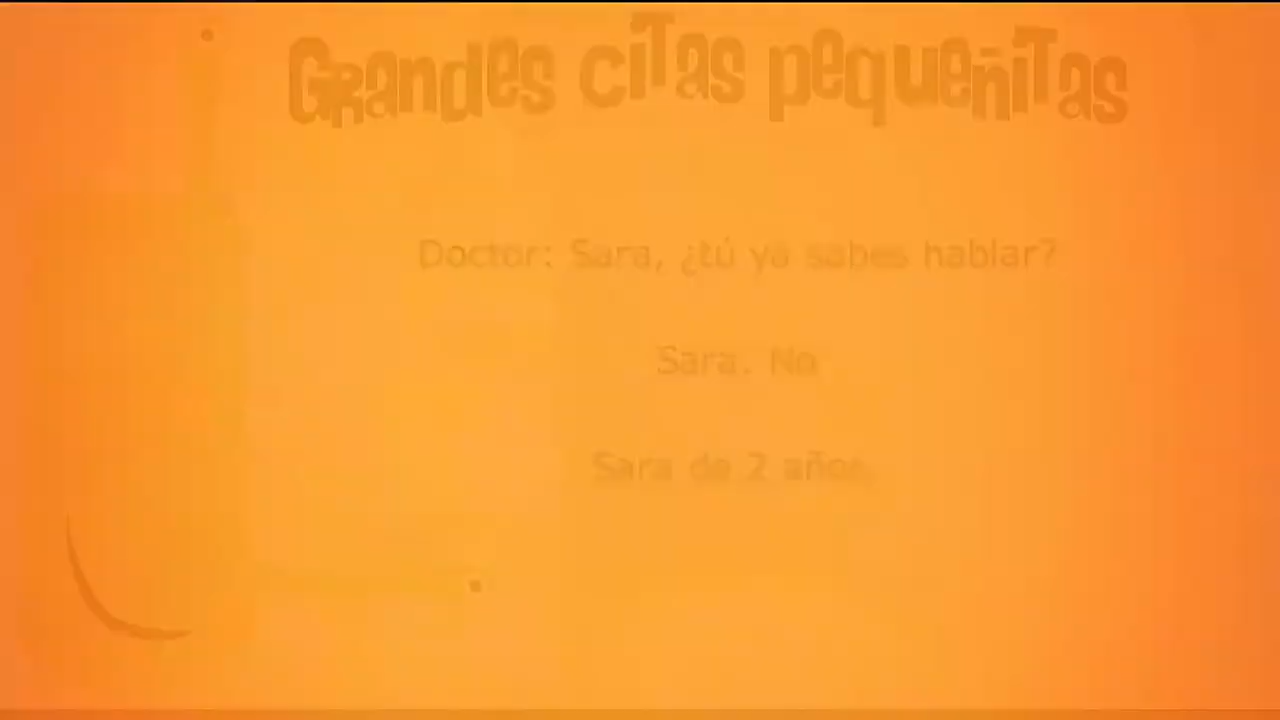 Grandes citas pequeñitas
Doctor: Sara, ¿tú ya sabes hablar?
Sara. No
Sara de 2 años.